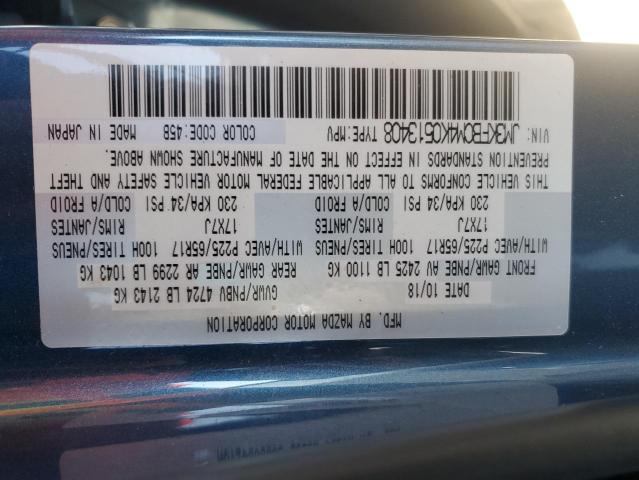 MFD. BY MAZDA MOTOR CORPORATION
DATE 10/18 GVWR/PNBV 4724 LB 2143 KG
FRONT GAWR/PNBE AV 2425 LB 1100 KG REAR GAWR/PNBE AR 2299 LB 1043 KG
WITH/AVEC P225/65R17 100H TIRES/PNEUS WITH/AVEC P225/65R17 100H TIRES/PNEUS
17X7J RIMS/JANTES 17X7J RIMS/JANTES
230 KPA/34 PSI COLD/A FROID 230 KPA/34 PSI COLD/A FROID
THIS VEHICLE CONFORMS TO ALL APPLICABLE FEDERAL MOTOR VEHICLE SAFETY AND THEFT
PREVENTION STANDARDS IN EFFECT ON THE DATE OF MANUFACTURE SHOWN ABOVE.
VIN: JM3KFBCM4K0513408 TYPE:MPV COLOR CODE:45B MADE IN JAPAN